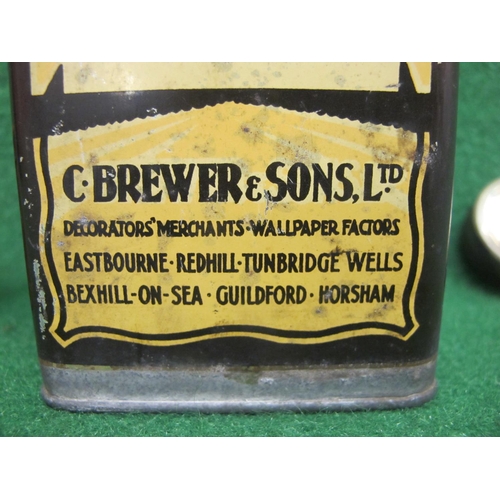 C·BREWER & SONS, LTD
DECORATORS' MERCHANTS·WALLPAPER FACTORS
EASTBOURNE·REDHILL·TUNBRIDGE WELLS
BEXHILL-ON-SEA · GUILDFORD · HORSHAM